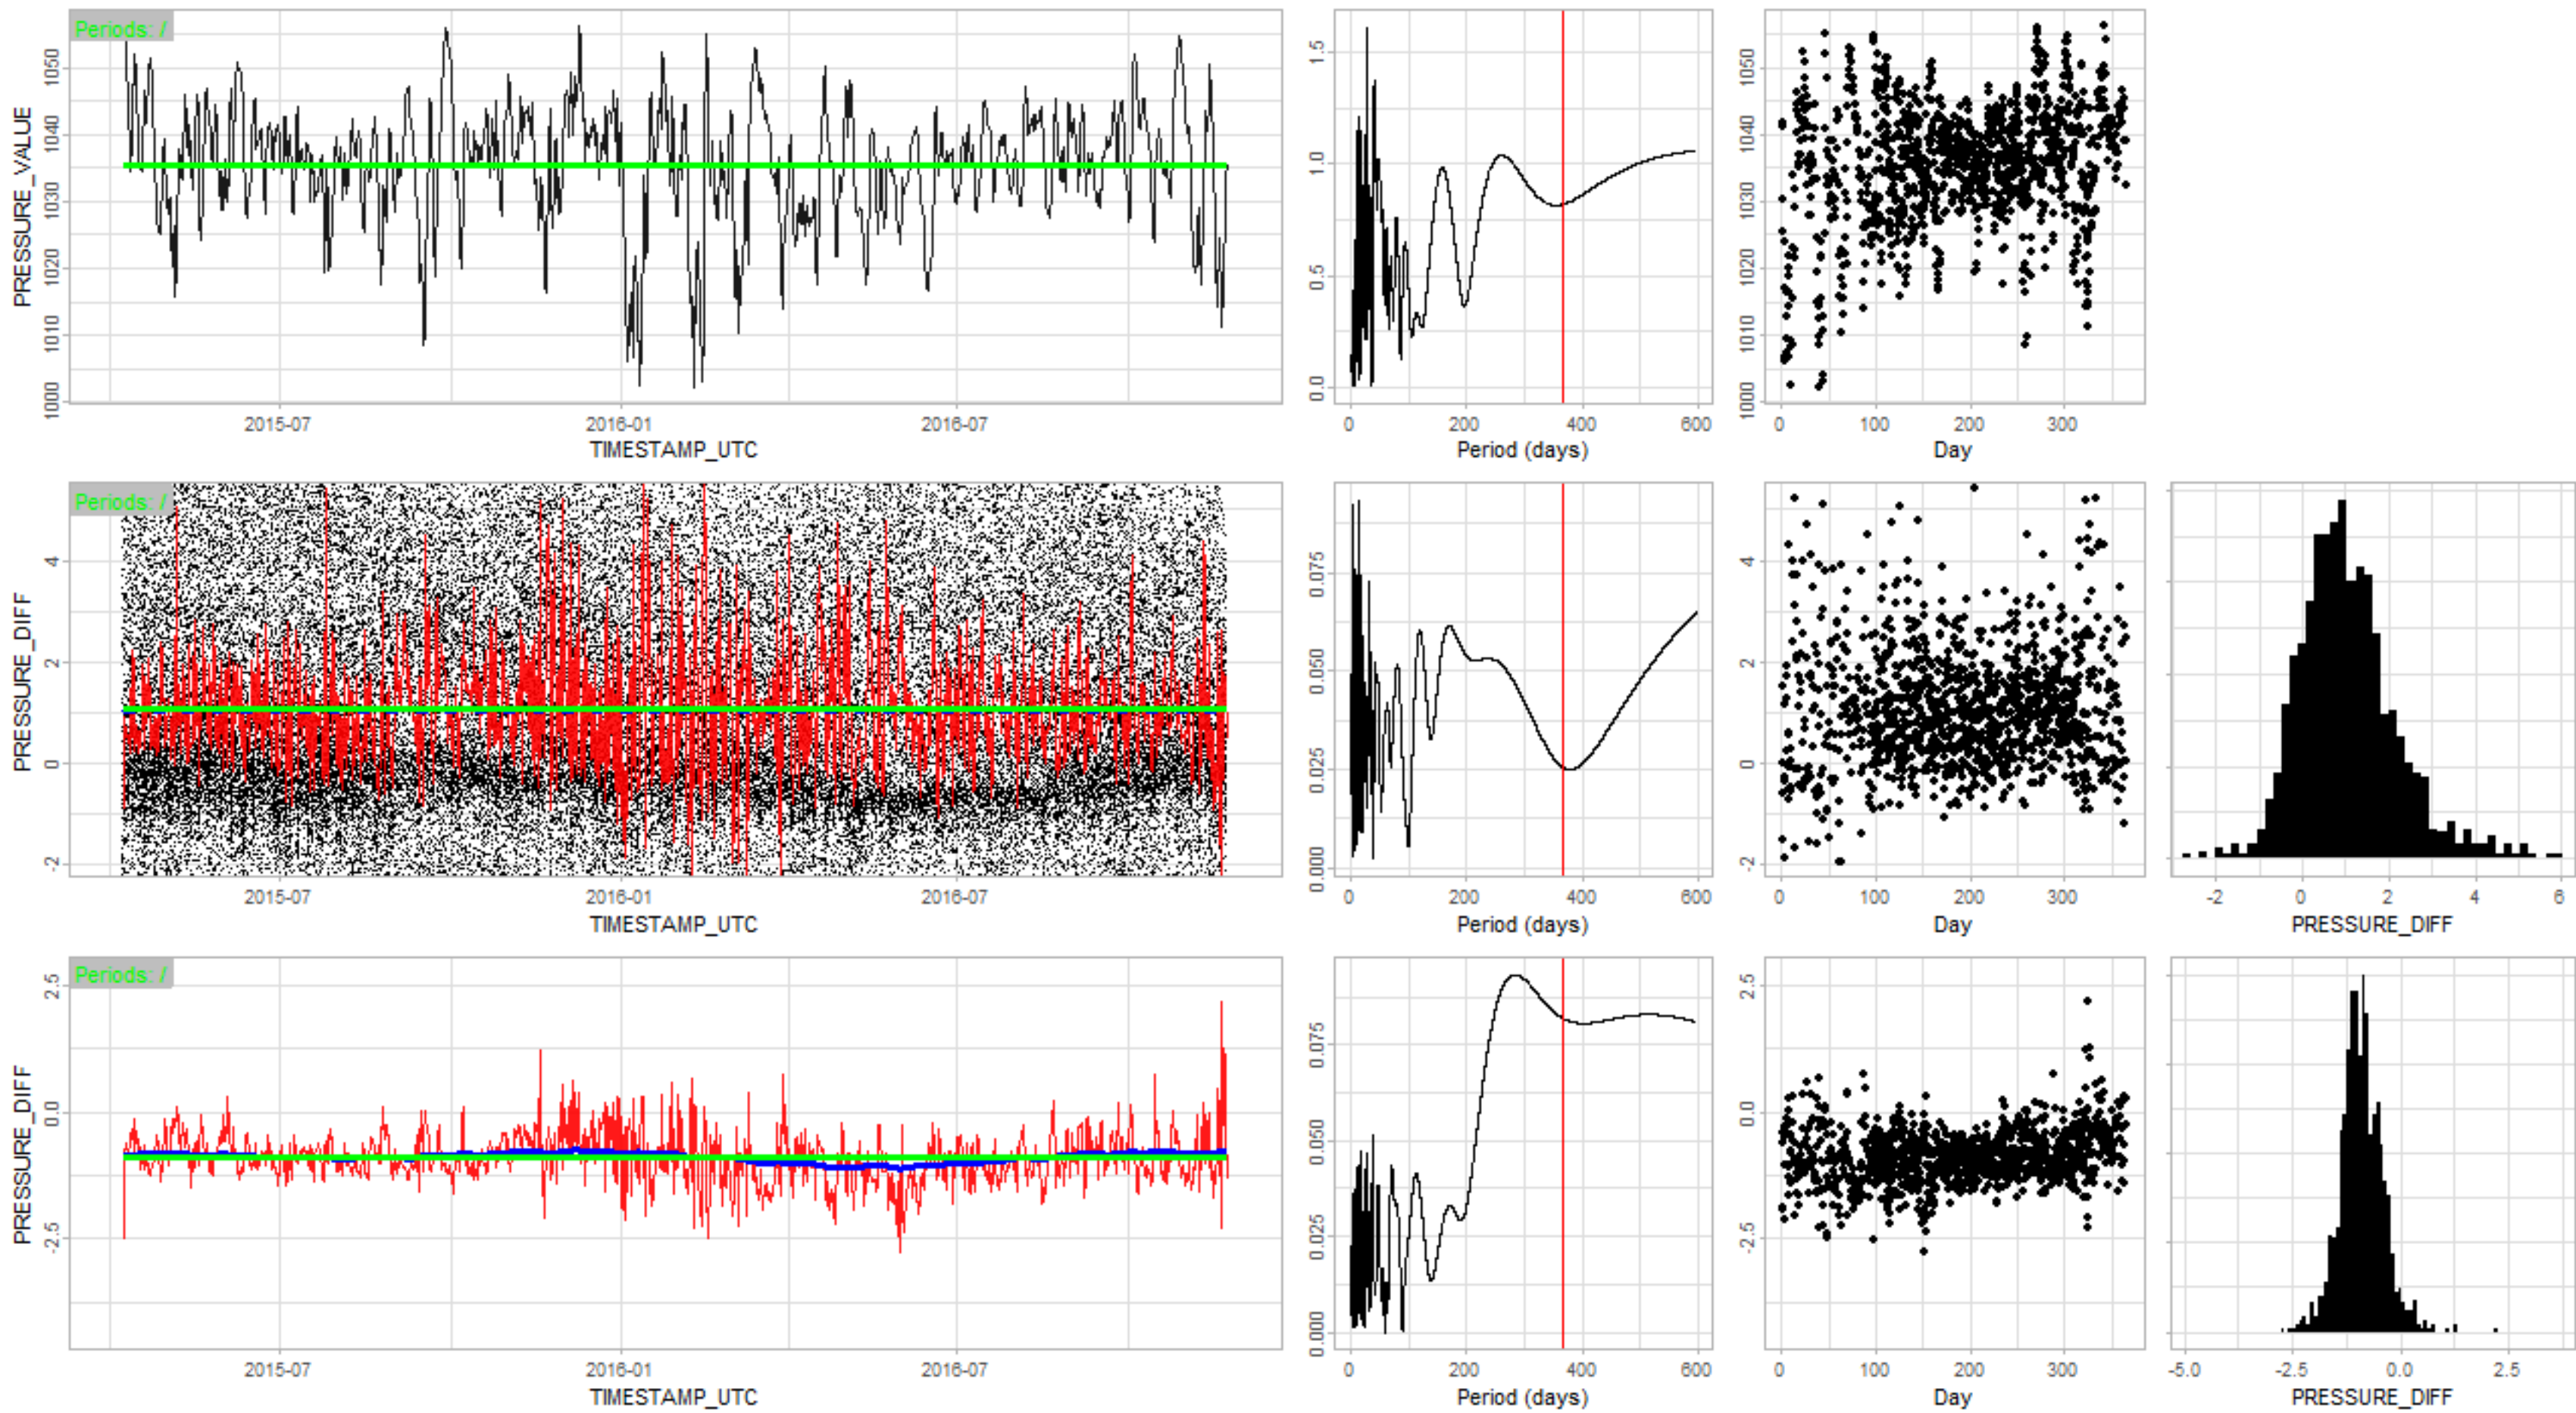 Periods: /
PRESSURE_VALUE
1000 1010 1020 1030 1040 1050
2015-07 2016-01 2016-07
TIMESTAMP_UTC
0.0 0.5 1.0 1.5
0 200 400 600
Period (days)
1000 1010 1020 1030 1040 1050
0 100 200 300
Day
Periods: /
PRESSURE_DIFF
-2 0 2 4
2015-07 2016-01 2016-07
TIMESTAMP_UTC
0.000 0.025 0.050 0.075
0 200 400 600
Period (days)
-2 0 2 4
0 100 200 300
Day
-2 0 2 4 6
PRESSURE_DIFF
Periods: /
PRESSURE_DIFF
-2.5 0.0 2.5
2015-07 2016-01 2016-07
TIMESTAMP_UTC
0.000 0.025 0.050 0.075
0 200 400 600
Period (days)
-2.5 0.0 2.5
0 100 200 300
Day
-5.0 -2.5 0.0 2.5
PRESSURE_DIFF